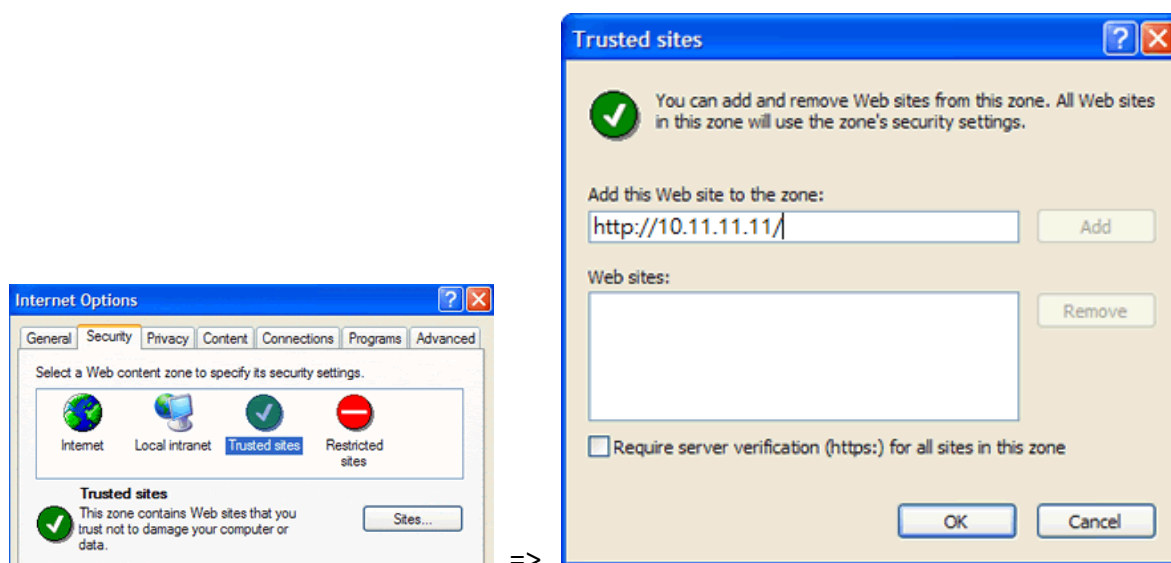 Internet Options
General Security Privacy Content Connections Programs Advanced
Select a Web content zone to specify its security settings.
Internet Local intranet Trusted sites Restricted
sites
Trusted sites
This zone contains Web sites that you
trust not to damage your computer or
data.
Sites...
=>
Trusted sites
You can add and remove Web sites from this zone. All Web sites
in this zone will use the zone's security settings.
Add this Web site to the zone:
http://10.11.11.11/
Add
Web sites:
Remove
Require server verification (https:) for all sites in this zone
OK Cancel